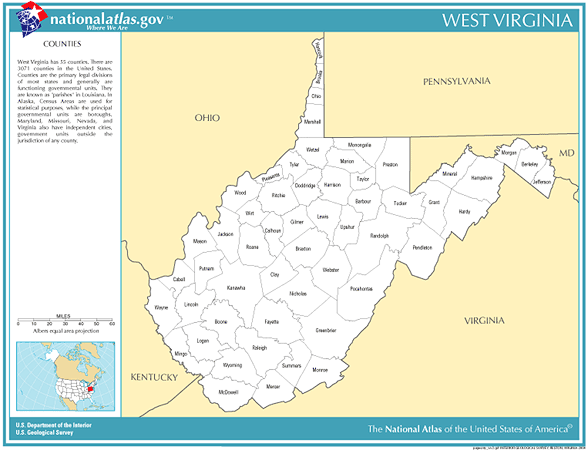 nationalatlas.gov TM
Where We Are
WEST VIRGINIA
COUNTIES
West Virginia has 55 counties. There are
3071 counties in the United States.
Counties are the primary legal divisions
of most states and generally are
functioning governmental units. They
are known as "parishes" in Louisiana. In
Alaska, Census Areas are used for
statistical purposes, while the principal
governmental units are boroughs.
Maryland, Missouri, Nevada, and
Virginia also have independent cities,
government units outside the
jurisdiction of any county.
PENNSYLVANIA
OHIO
MD
VIRGINIA
KENTUCKY
Hancock
Brooke
Ohio
Marshall
Wetzel
Monongalia
Marion
Preston
Morgan
Berkeley
Jefferson
Mineral
Hampshire
Tyler
Pleasants
Doddridge
Harrison
Taylor
Wood
Ritchie
Barbour
Tucker
Grant
Hardy
Wirt
Gilmer
Lewis
Upshur
Calhoun
Randolph
Jackson
Mason
Roane
Braxton
Pendleton
Putnam
Clay
Webster
Cabell
Kanawha
Nicholas
Pocahontas
Wayne
Lincoln
Boone
Fayette
Greenbrier
Logan
Raleigh
Mingo
Wyoming
Summers
Monroe
McDowell
Mercer
MILES
0 10 20 30 40 50 60
Albers equal area projection
U.S. Department of the Interior
U.S. Geological Survey
The National Atlas of the United States of America®